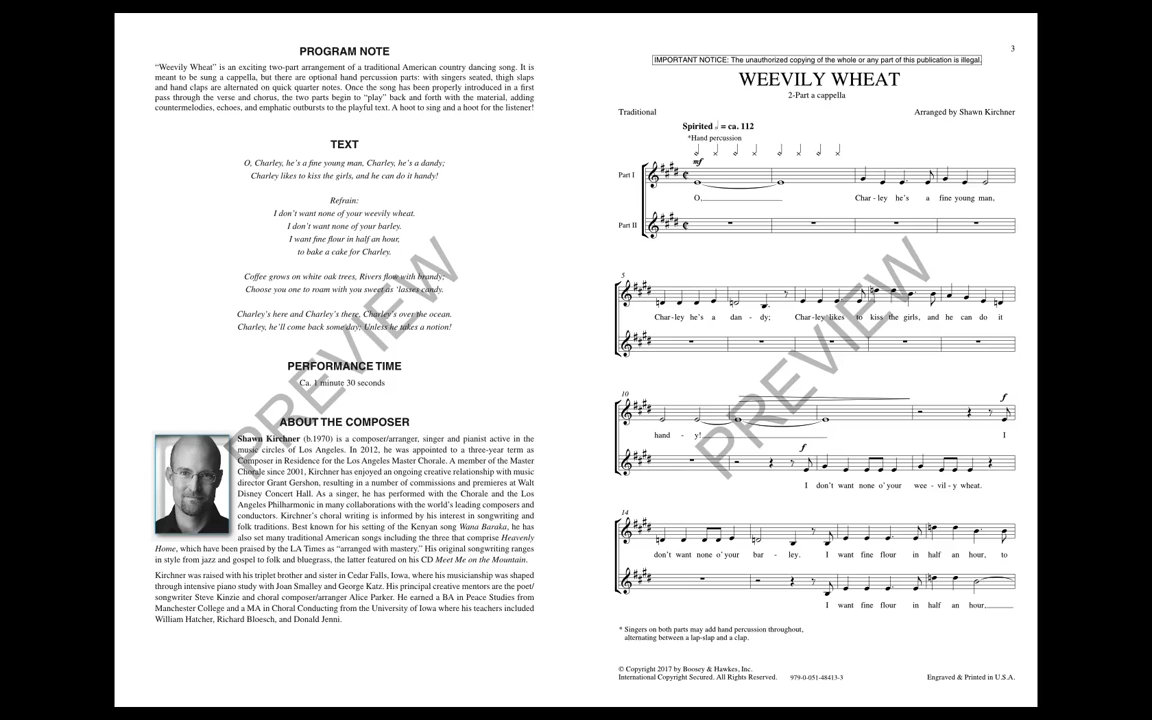 PROGRAM NOTE
“Weevily Wheat” is an exciting two-part arrangement of a traditional American country dancing song. It is
meant to be sung a cappella, but there are optional hand percussion parts: with singers seated, thigh slaps
and hand claps are alternated on quick quarter notes. Once the song has been properly introduced in a first
pass through the verse and chorus, the two parts begin to “play” back and forth with the material, adding
countermelodies, echoes, and emphatic outbursts to the playful text. A hoot to sing and a hoot for the listener!
TEXT
O, Charley, he’s a fine young man, Charley, he’s a dandy;
Charley likes to kiss the girls, and he can do it handy!
Refrain:
I don’t want none of your weevily wheat.
I don’t want none of your barley.
I want fine flour in half an hour,
to bake a cake for Charley.
Coffee grows on white oak trees, Rivers flow with brandy;
Choose you one to roam with you sweet as ’lasses candy.
Charley’s here and Charley’s there, Charley’s over the ocean.
Charley, he’ll come back some day; Unless he takes a notion!
PERFORMANCE TIME
Ca. 1 minute 30 seconds
ABOUT THE COMPOSER
Shawn Kirchner (b.1970) is a composer/arranger, singer and pianist active in the
music circles of Los Angeles. In 2012, he was appointed to a three-year term as
Composer in Residence for the Los Angeles Master Chorale. A member of the Master
Chorale since 2001, Kirchner has enjoyed an ongoing creative relationship with music
director Grant Gershon, resulting in a number of commissions and premieres at Walt
Disney Concert Hall. As a singer, he has performed with the Chorale and the Los
Angeles Philharmonic in many collaborations with the world’s leading composers and
conductors. Kirchner’s choral writing is informed by his interest in songwriting and
folk traditions. Best known for his setting of the Kenyan song Wana Baraka, he has
also set many traditional American songs including the three that comprise Heavenly
Home, which have been praised by the LA Times as “arranged with mastery.” His original songwriting ranges
in style from jazz and gospel to folk and bluegrass, the latter featured on his CD Meet Me on the Mountain.
Kirchner was raised with his triplet brother and sister in Cedar Falls, Iowa, where his musicianship was shaped
through intensive piano study with Joan Smalley and George Katz. His principal creative mentors are the poet/
songwriter Steve Kinzie and choral composer/arranger Alice Parker. He earned a BA in Peace Studies from
Manchester College and a MA in Choral Conducting from the University of Iowa where his teachers included
William Hatcher, Richard Bloesch, and Donald Jenni.
PREVIEW
3
IMPORTANT NOTICE: The unauthorized copying of the whole or any part of this publication is illegal.
WEEVILY WHEAT
2-Part a cappella
Traditional
Arranged by Shawn Kirchner
Spirited = ca. 112
*Hand percussion
mf
Part I
O, Char - ley he’s a fine young man,
Part II
5
Char - ley he’s a dan - dy; Char - ley likes to kiss the girls, and he can do it
10
f
hand - y! I
f
I don’t want none o’ your wee - vil - y wheat.
14
don’t want none o’ your bar - ley. I want fine flour in half an hour, to
I want fine flour in half an hour,
* Singers on both parts may add hand percussion throughout,
alternating between a lap-slap and a clap.
© Copyright 2017 by Boosey & Hawkes, Inc.
International Copyright Secured. All Rights Reserved. 979-0-051-48413-3 Engraved & Printed in U.S.A.
PREVIEW